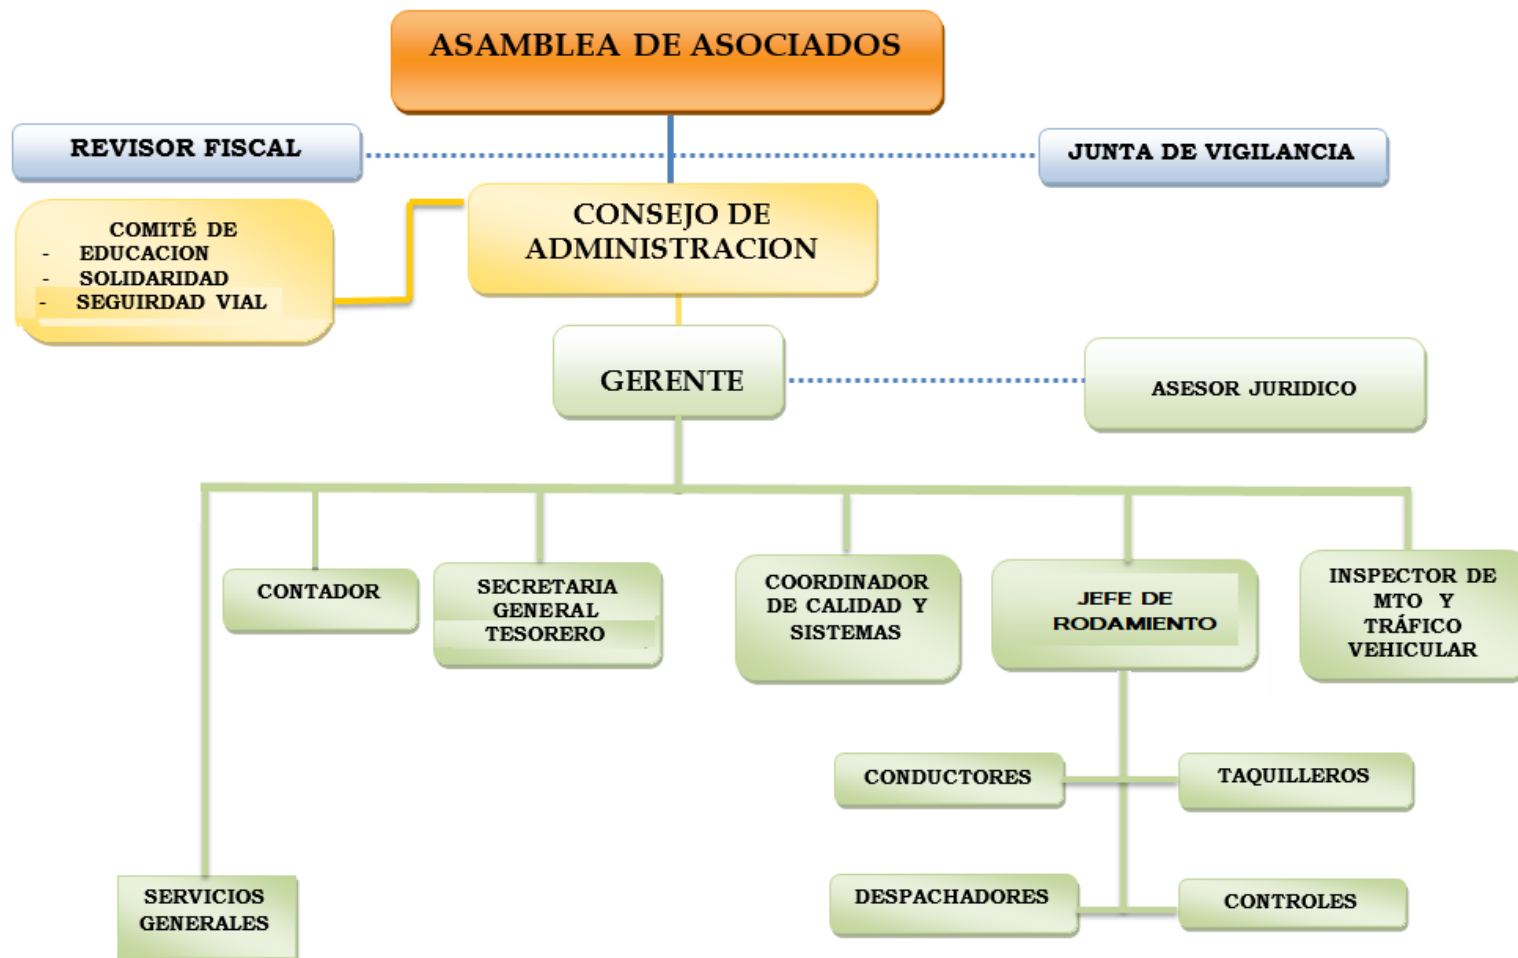 ASAMBLEA DE ASOCIADOS
REVISOR FISCAL
JUNTA DE VIGILANCIA
COMITÉ DE
- EDUCACION
- SOLIDARIDAD
- SEGUIRDAD VIAL
CONSEJO DE
ADMINISTRACION
GERENTE
ASESOR JURIDICO
CONTADOR
SECRETARIA
GENERAL
TESORERO
COORDINADOR
DE CALIDAD Y
SISTEMAS
JEFE DE
RODAMIENTO
INSPECTOR DE
MTO Y
TRÁFICO
VEHICULAR
CONDUCTORES
TAQUILLEROS
DESPACHADORES
CONTROLES
SERVICIOS
GENERALES